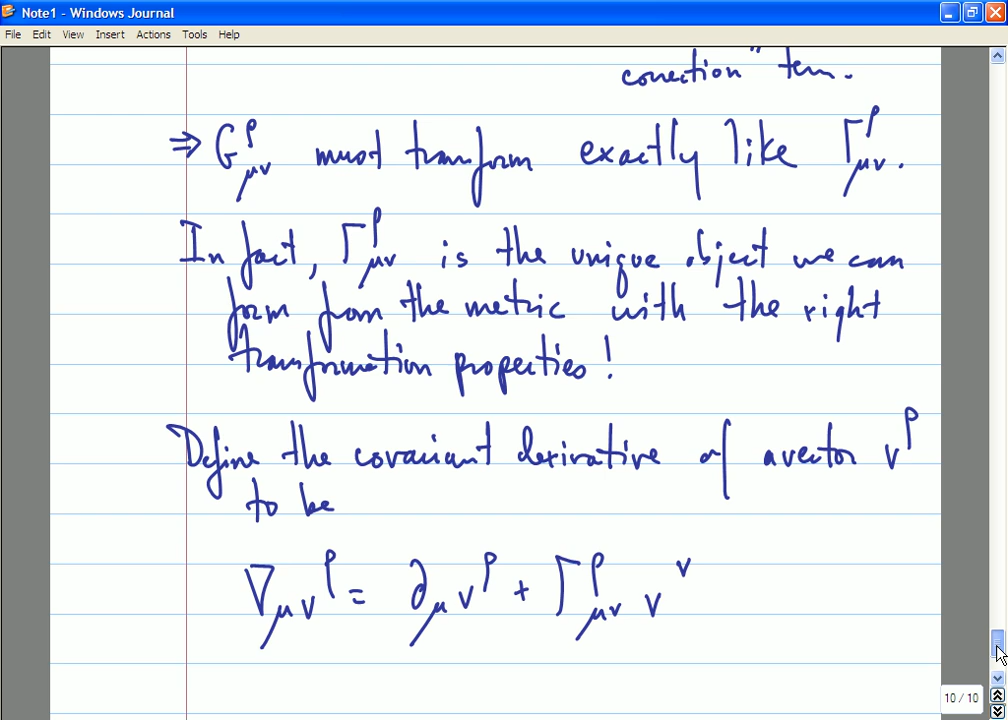 Note1 - Windows Journal
File Edit View Insert Actions Tools Help
correction" term.
⇒ G^ρ_μν must transform exactly like Γ^ρ_μν.
In fact, Γ^ρ_μν is the unique object we can
form from the metric with the right
transformation properties!
Define the covariant derivative of a vector v^ρ
to be
∇_μ v^ρ = ∂_μ v^ρ + Γ^ρ_μν v^ν
10 / 10